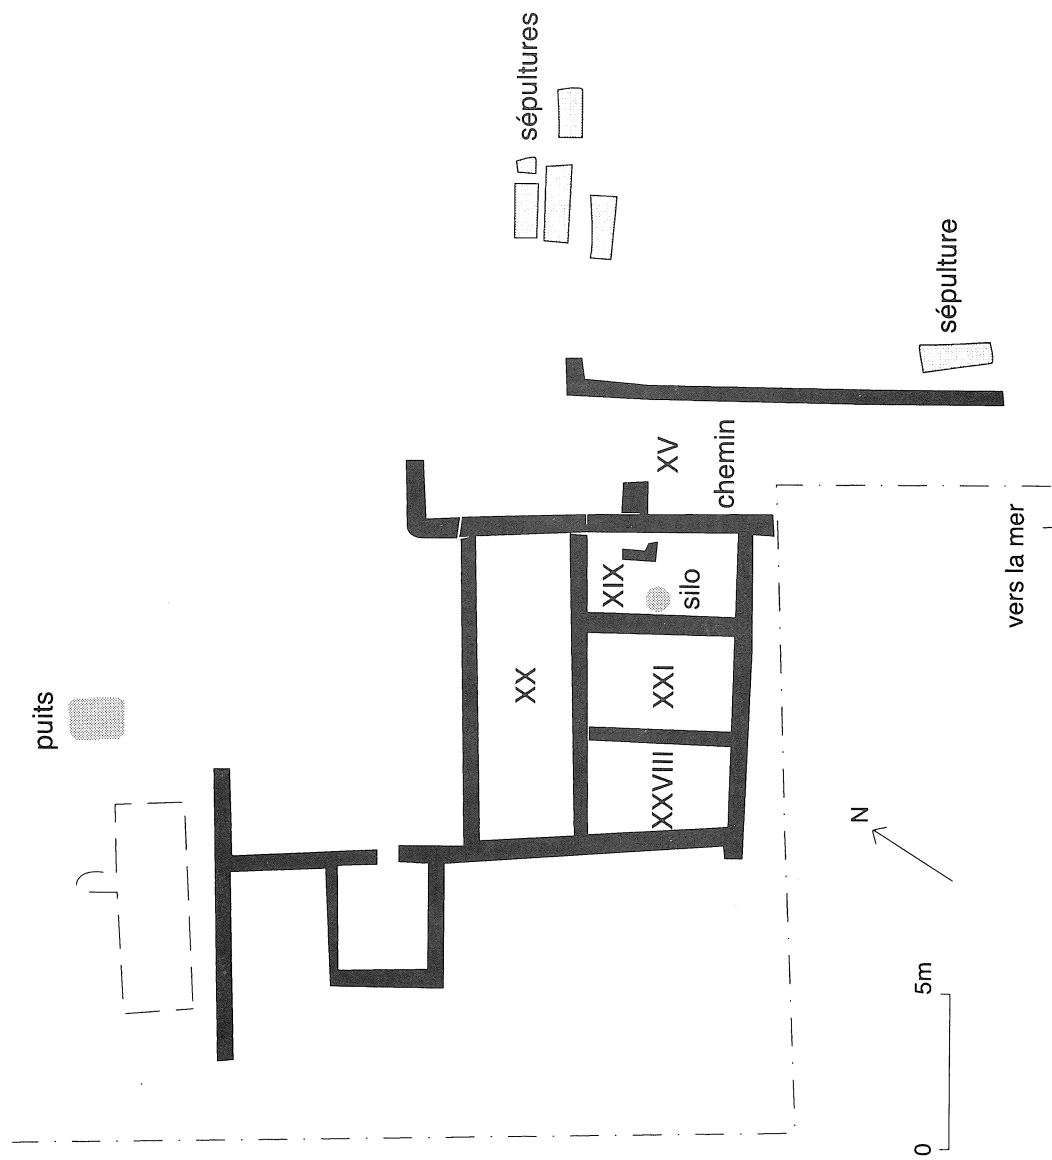 sépultures
puits
sépulture
XV
chemin
XX
XIX
silo
XXI
XXVIII
vers la mer
N
0
5m